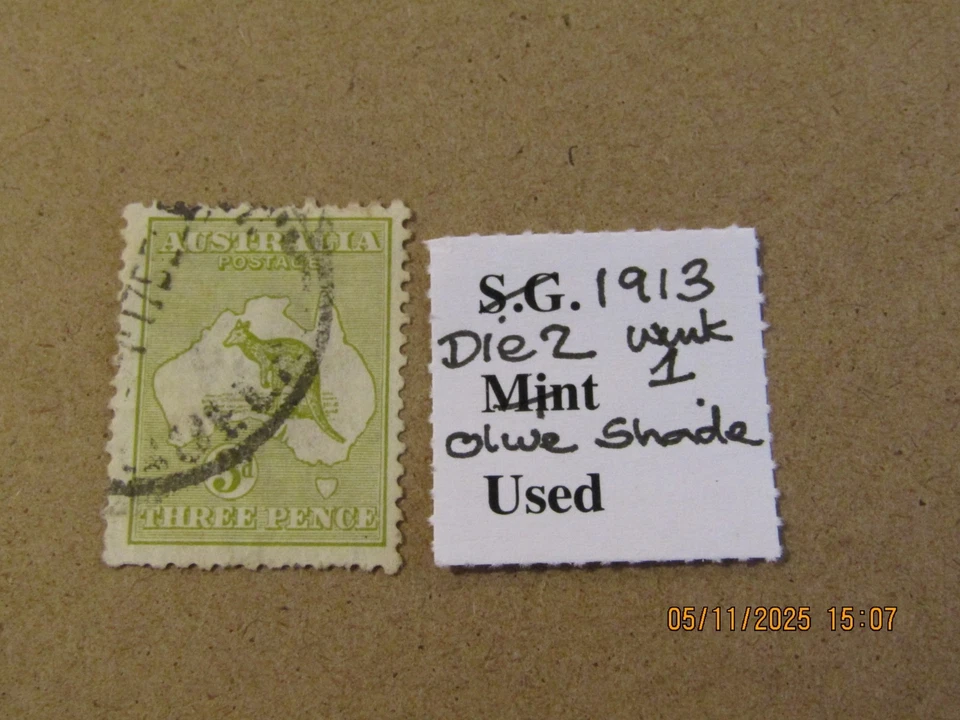 AUSTRALIA
POSTAGE
3d
THREE PENCE
S.G. 1913
Die 2 wmk
1
Mint
Olive Shade
Used
05/11/2025 15:07